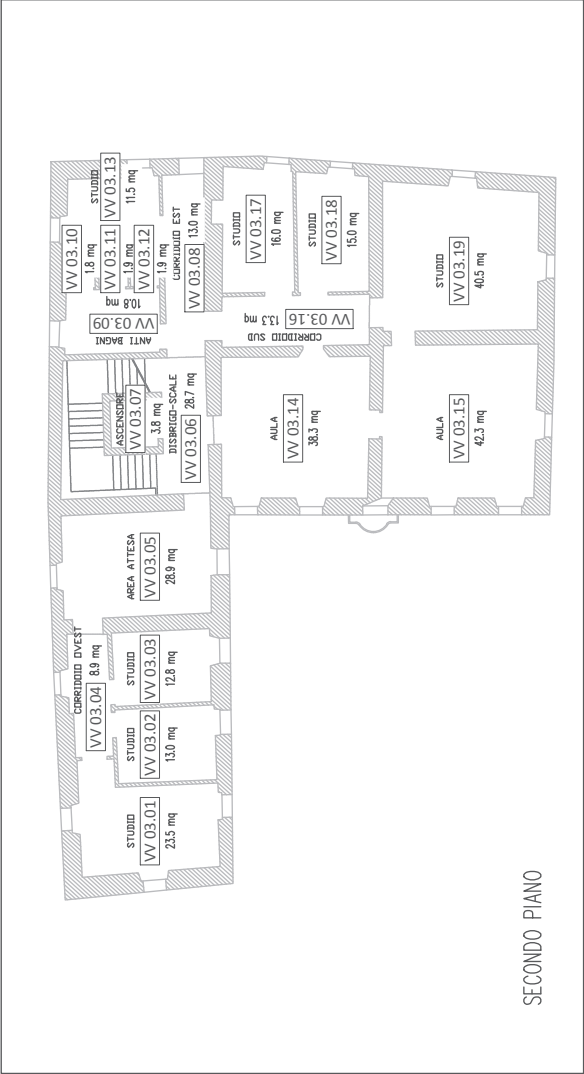 VV 03.10
1.8 mq
VV 03.11
1.9 mq
VV 03.12
1.9 mq
STUDIO
VV 03.13
11.5 mq
ANTI BAGNI
VV 03.09
10.8 mq
CORRIDOIO EST
VV 03.08
13.0 mq
ASCENSORE
VV 03.07
3.8 mq
DISBRIGO-SCALE
VV 03.06
28.7 mq
STUDIO
VV 03.17
16.0 mq
STUDIO
VV 03.18
15.0 mq
CORRIDOIO SUD
VV 03.16
13.3 mq
STUDIO
VV 03.19
40.5 mq
AULA
VV 03.14
38.3 mq
AULA
VV 03.15
42.3 mq
AREA ATTESA
VV 03.05
28.9 mq
CORRIDOIO OVEST
VV 03.04
8.9 mq
STUDIO
VV 03.03
12.8 mq
STUDIO
VV 03.02
13.0 mq
STUDIO
VV 03.01
23.5 mq
SECONDO PIANO